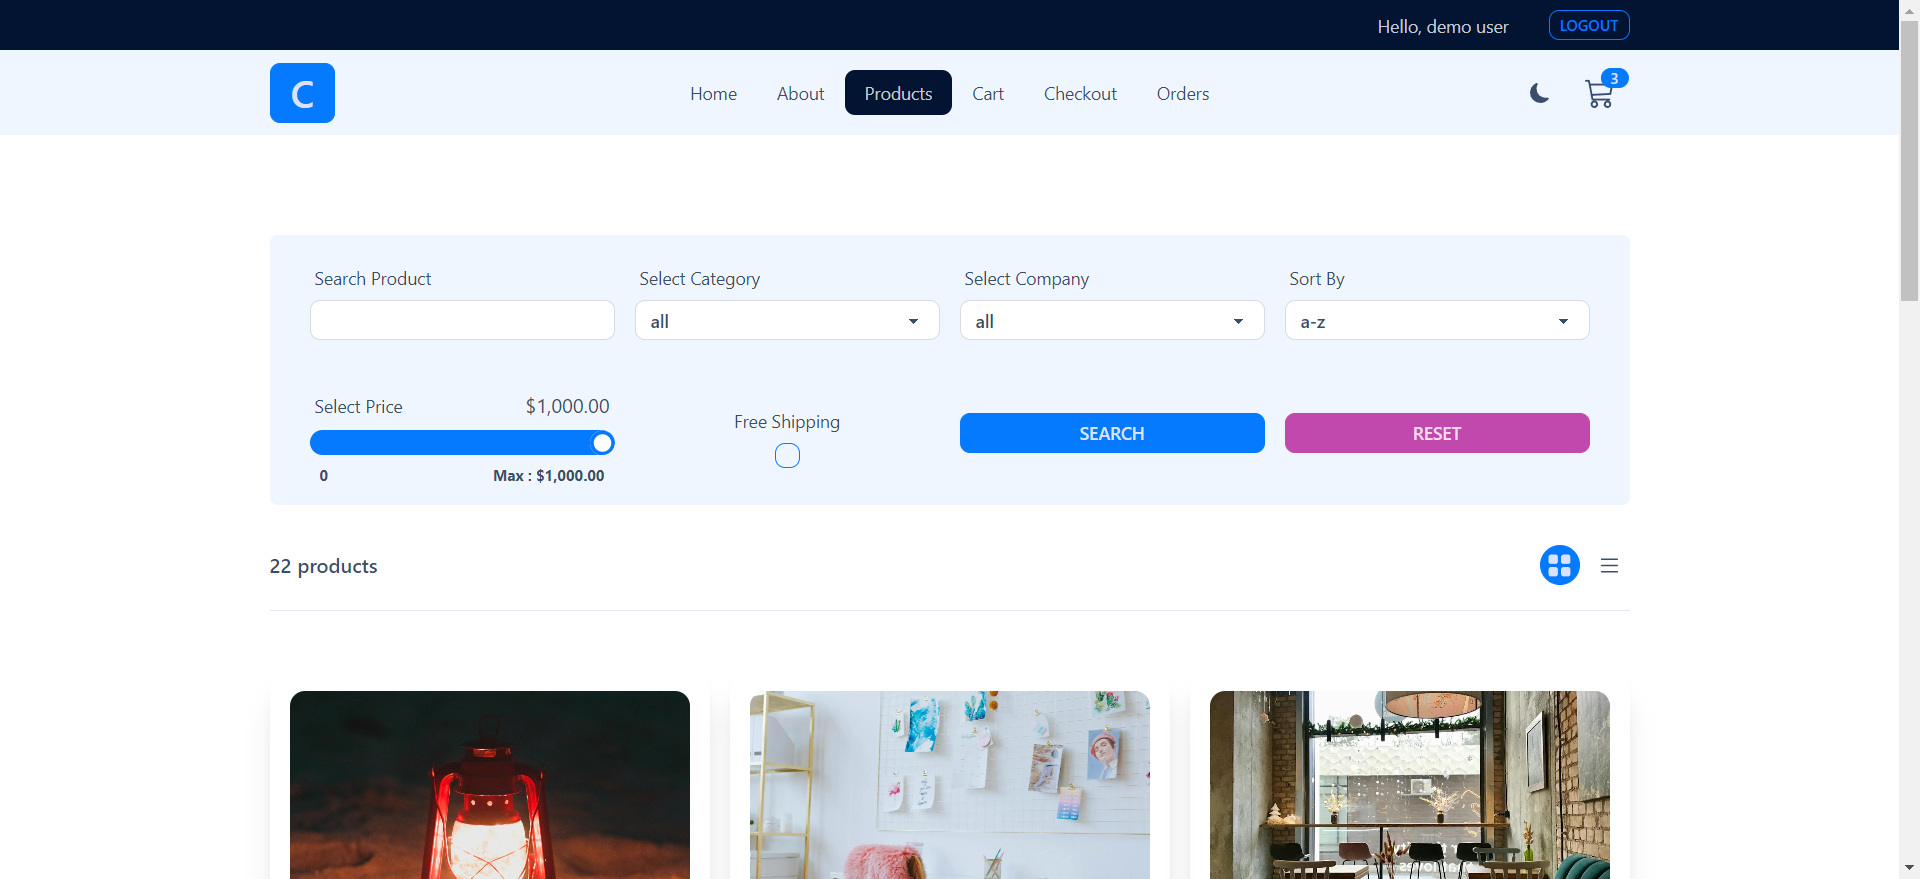 Hello, demo user
LOGOUT
C
Home
About
Products
Cart
Checkout
Orders
3
Search Product
Select Category
Select Company
Sort By
all
all
a-z
Select Price
$1,000.00
Free Shipping
SEARCH
RESET
0
Max : $1,000.00
22 products